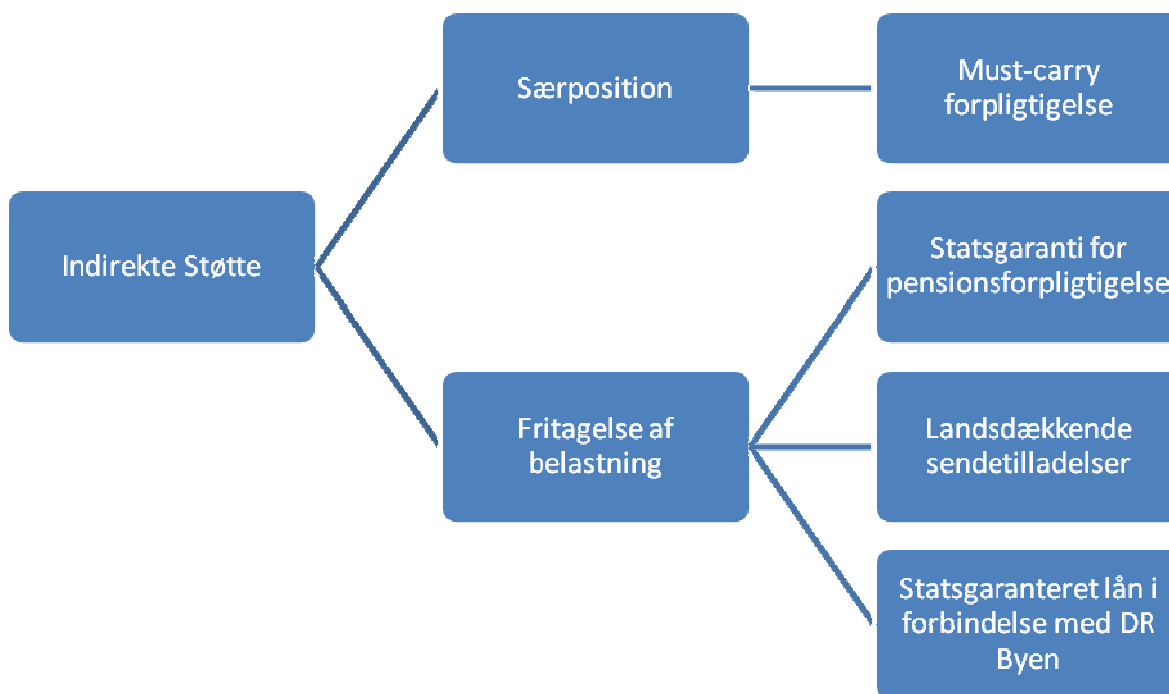 Særposition
Must-carry
forpligtigelse
Indirekte Støtte
Statsgaranti for
pensionsforpligtigelse
Fritagelse af
belastning
Landsdækkende
sendetilladelser
Statsgaranteret lån i
forbindelse med DR
Byen